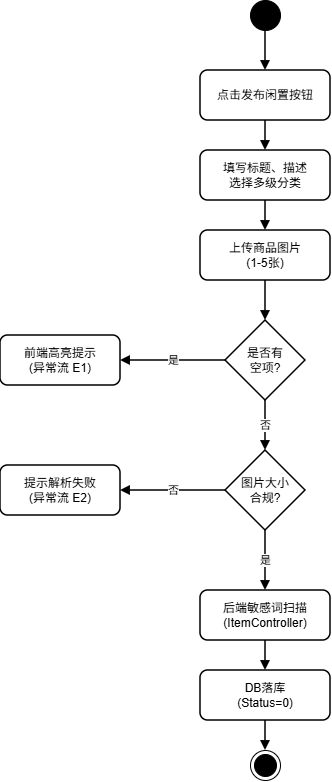 点击发布闲置按钮
填写标题、描述
选择多级分类
上传商品图片
(1-5张)
是否有
空项?
是
前端高亮提示
(异常流 E1)
否
图片大小
合规?
否
提示解析失败
(异常流 E2)
是
后端敏感词扫描
(ItemController)
DB落库
(Status=0)